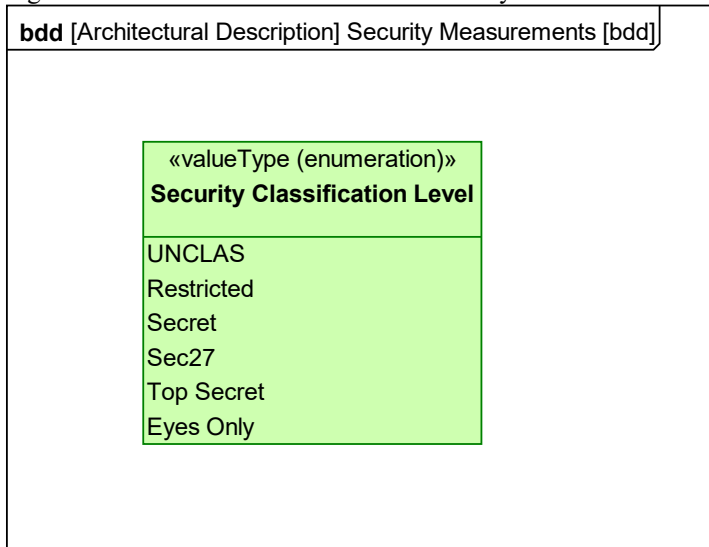 bdd [Architectural Description] Security Measurements [bdd]
«valueType (enumeration)»
Security Classification Level
UNCLAS
Restricted
Secret
Sec27
Top Secret
Eyes Only